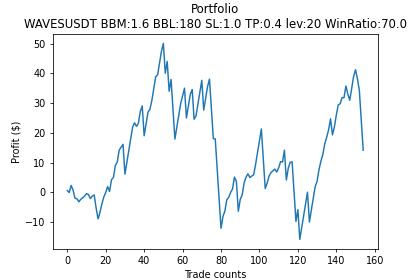 Portfolio
WAVESUSDT BBM:1.6 BBL:180 SL:1.0 TP:0.4 lev:20 WinRatio:70.0
50
40
30
20
10
0
−10
Profit ($)
0 20 40 60 80 100 120 140 160
Trade counts